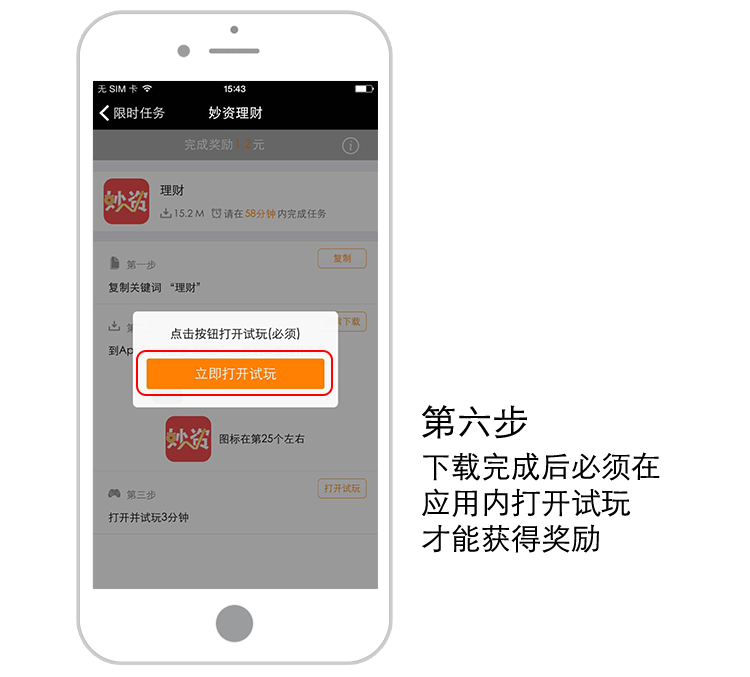 无 SIM 卡
15:43
限时任务
妙资理财
完成奖励1.2元
妙资
理财
15.2 M
请在58分钟内完成任务
第一步
复制
复制关键词 “理财”
第
下载
到Ap
点击按钮打开试玩(必须)
立即打开试玩
妙资
图标在第25个左右
第三步
打开试玩
打开并试玩3分钟
第六步
下载完成后必须在
应用内打开试玩
才能获得奖励